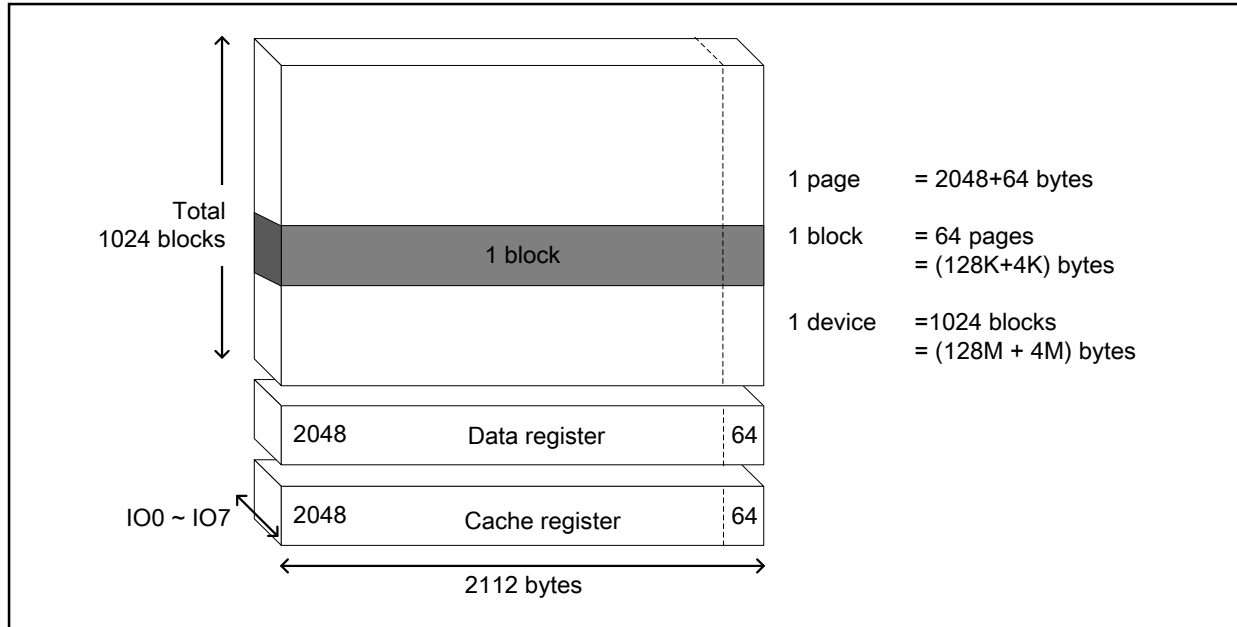 Total
1024 blocks
1 block
1 page = 2048+64 bytes
1 block = 64 pages
= (128K+4K) bytes
1 device =1024 blocks
= (128M + 4M) bytes
2048 Data register 64
IO0 ~ IO7
2048 Cache register 64
2112 bytes